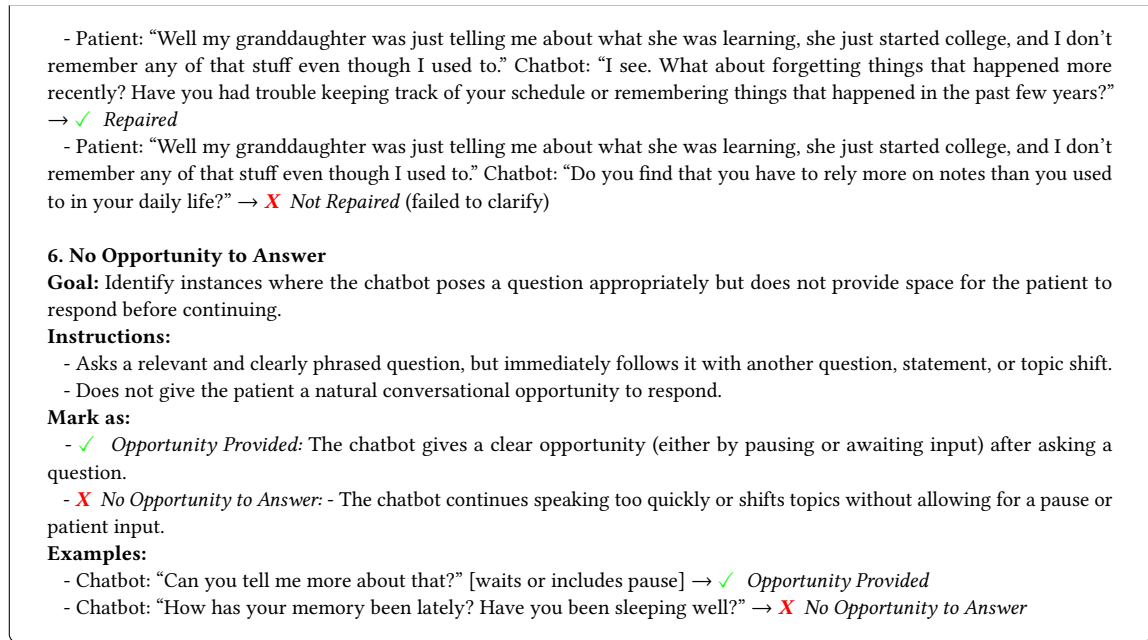 - Patient: “Well my granddaughter was just telling me about what she was learning, she just started college, and I don’t
remember any of that stuff even though I used to.” Chatbot: “I see. What about forgetting things that happened more
recently? Have you had trouble keeping track of your schedule or remembering things that happened in the past few years?”
→ ✓ Repaired
- Patient: “Well my granddaughter was just telling me about what she was learning, she just started college, and I don’t
remember any of that stuff even though I used to.” Chatbot: “Do you find that you have to rely more on notes than you used
to in your daily life?” → X Not Repaired (failed to clarify)
6. No Opportunity to Answer
Goal: Identify instances where the chatbot poses a question appropriately but does not provide space for the patient to
respond before continuing.
Instructions:
- Asks a relevant and clearly phrased question, but immediately follows it with another question, statement, or topic shift.
- Does not give the patient a natural conversational opportunity to respond.
Mark as:
- ✓ Opportunity Provided: The chatbot gives a clear opportunity (either by pausing or awaiting input) after asking a
question.
- X No Opportunity to Answer: - The chatbot continues speaking too quickly or shifts topics without allowing for a pause or
patient input.
Examples:
- Chatbot: “Can you tell me more about that?” [waits or includes pause] → ✓ Opportunity Provided
- Chatbot: “How has your memory been lately? Have you been sleeping well?” → X No Opportunity to Answer